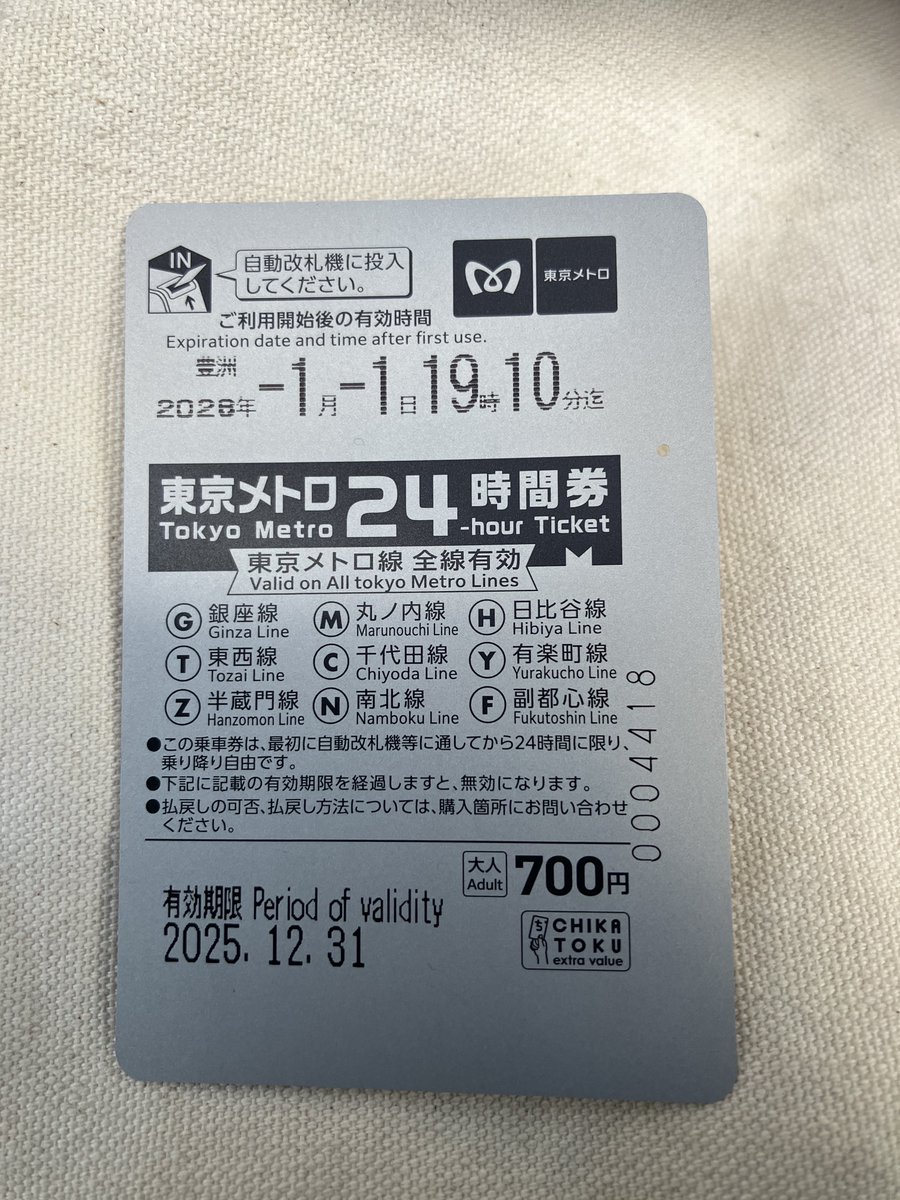 IN
自動改札機に投入
してください。
東京メトロ
ご利用開始後の有効時間
Expiration date and time after first use.
豊洲
2026年-1月-1日19時10分迄
東京メトロ24時間券
Tokyo Metro -hour Ticket
東京メトロ線 全線有効
Valid on All tokyo Metro Lines
G 銀座線 M 丸ノ内線 H 日比谷線
Ginza Line Marunouchi Line Hibiya Line
T 東西線 C 千代田線 Y 有楽町線
Tozai Line Chiyoda Line Yurakucho Line
Z 半蔵門線 N 南北線 F 副都心線
Hanzomon Line Namboku Line Fukutoshin Line
●この乗車券は、最初に自動改札機等に通してから24時間に限り、
乗り降り自由です。
●下記に記載の有効期限を経過しますと、無効になります。
●払戻しの可否、払戻し方法については、購入箇所にお問い合わせ
ください。
0004418
大人
Adult
700円
有効期限 Period of validity
2025.12.31
ち
CHIKA
TOKU
extra value